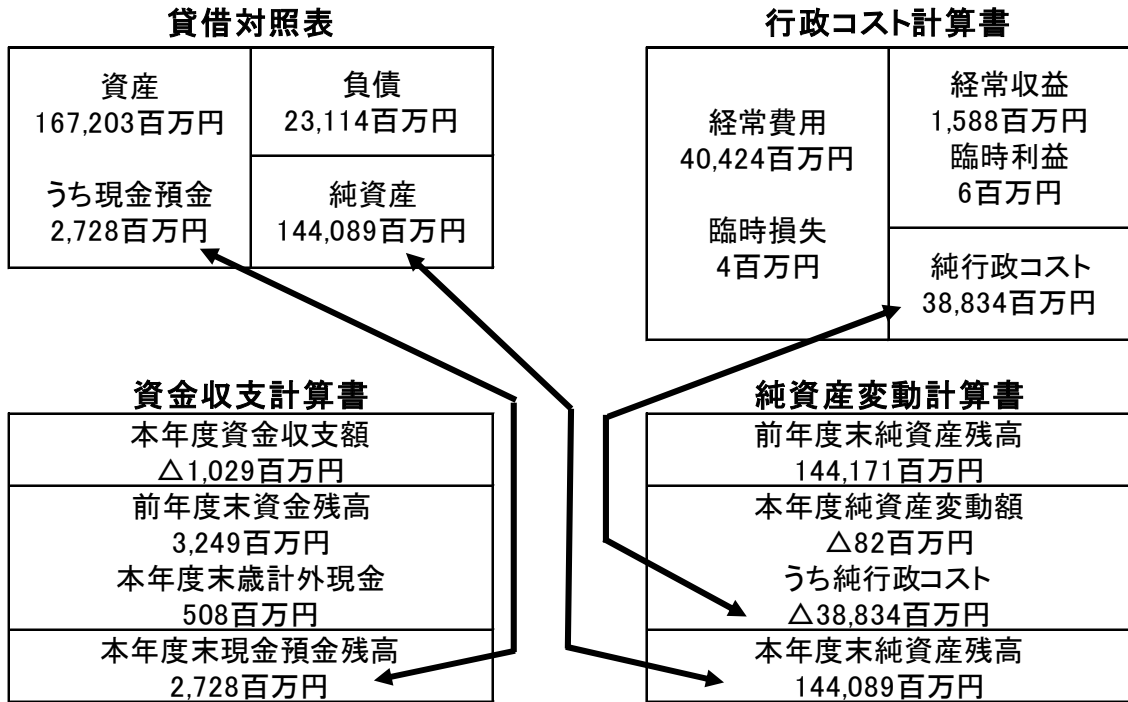 貸借対照表
資産
167,203百万円
うち現金預金
2,728百万円
負債
23,114百万円
純資産
144,089百万円
行政コスト計算書
経常費用
40,424百万円
臨時損失
4百万円
経常収益
1,588百万円
臨時利益
6百万円
純行政コスト
38,834百万円
資金収支計算書
本年度資金収支額
△1,029百万円
前年度末資金残高
3,249百万円
本年度末歳計外現金
508百万円
本年度末現金預金残高
2,728百万円
純資産変動計算書
前年度末純資産残高
144,171百万円
本年度純資産変動額
△82百万円
うち純行政コスト
△38,834百万円
本年度末純資産残高
144,089百万円